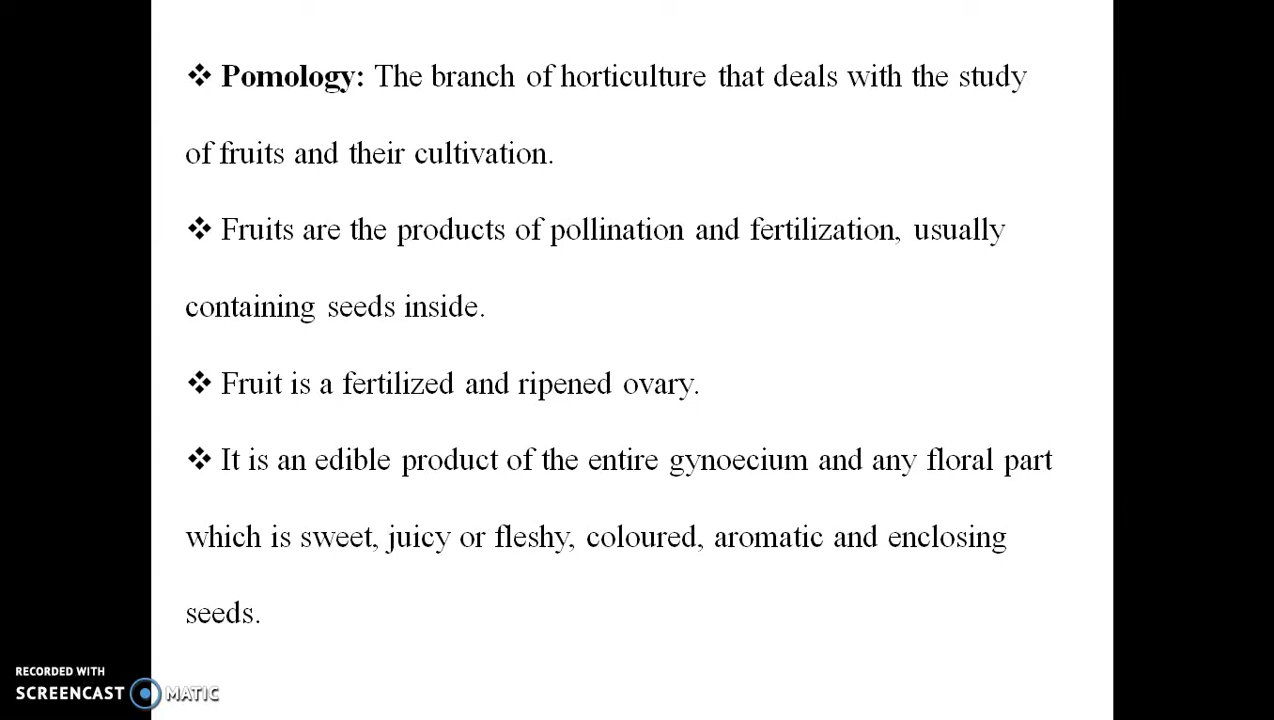 ❖ Pomology: The branch of horticulture that deals with the study
of fruits and their cultivation.
❖ Fruits are the products of pollination and fertilization, usually
containing seeds inside.
❖ Fruit is a fertilized and ripened ovary.
❖ It is an edible product of the entire gynoecium and any floral part
which is sweet, juicy or fleshy, coloured, aromatic and enclosing
seeds.
RECORDED WITH
SCREENCAST MATIC